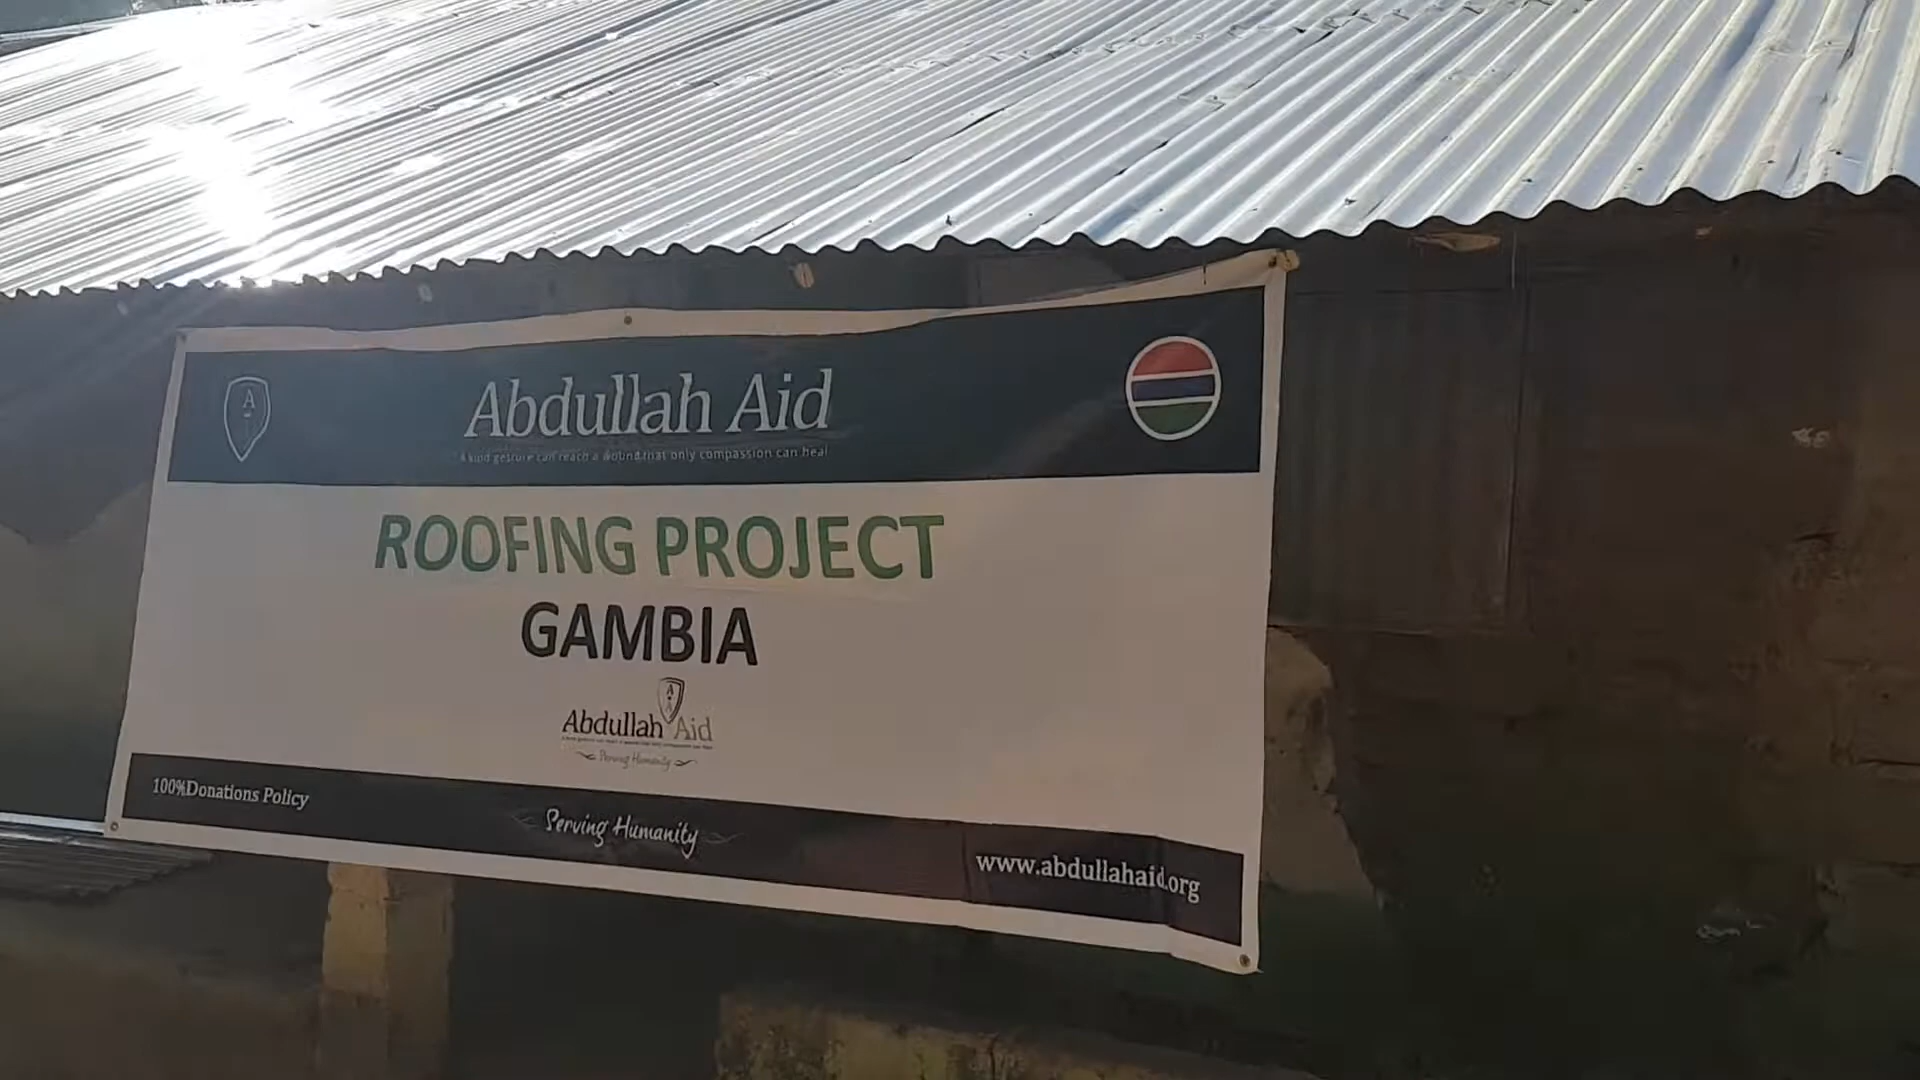 A
Abdullah Aid
A kind gesture can reach a wound that only compassion can heal
ROOFING PROJECT
GAMBIA
A
A
Abdullah Aid
Serving Humanity
100%Donations Policy
Serving Humanity
www.abdullahaid.org